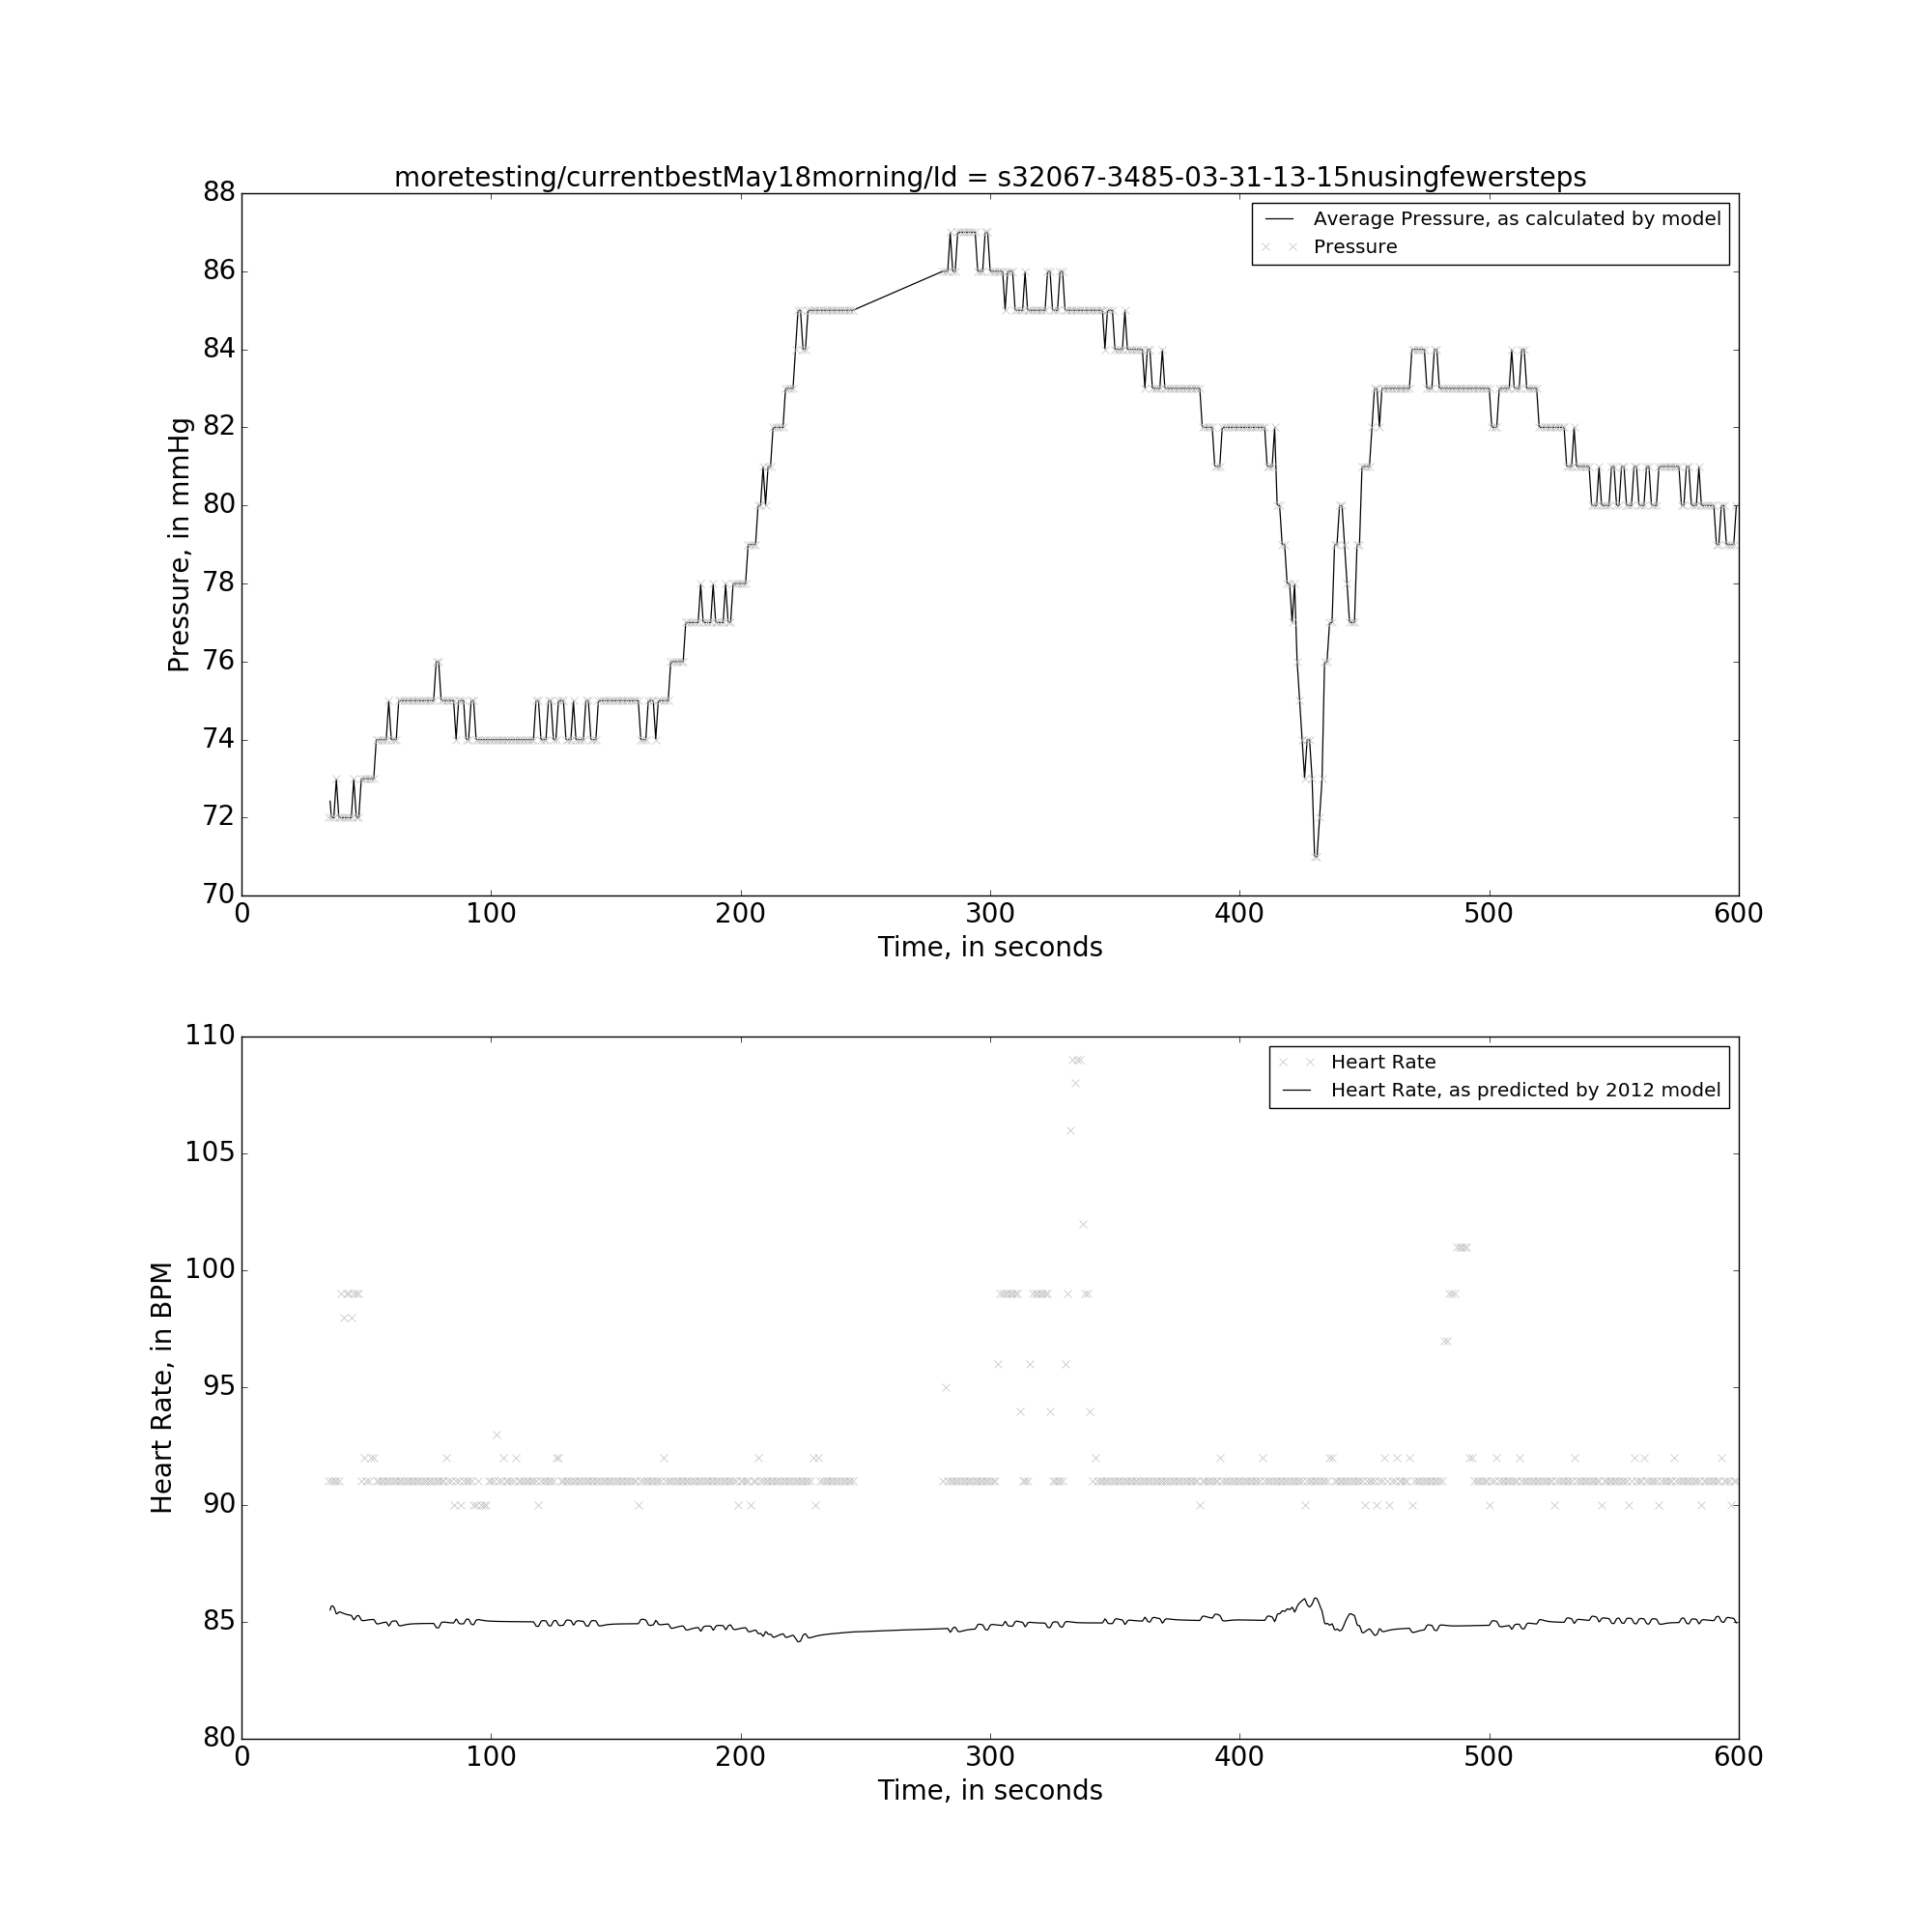 moretesting/currentbestMay18morning/Id = s32067-3485-03-31-13-15nusingfewersteps
88
86
84
82
80
78
76
74
72
70
Pressure, in mmHg
Average Pressure, as calculated by model
Pressure
0 100 200 300 400 500 600
Time, in seconds
110
105
100
95
90
85
80
Heart Rate, in BPM
Heart Rate
Heart Rate, as predicted by 2012 model
0 100 200 300 400 500 600
Time, in seconds